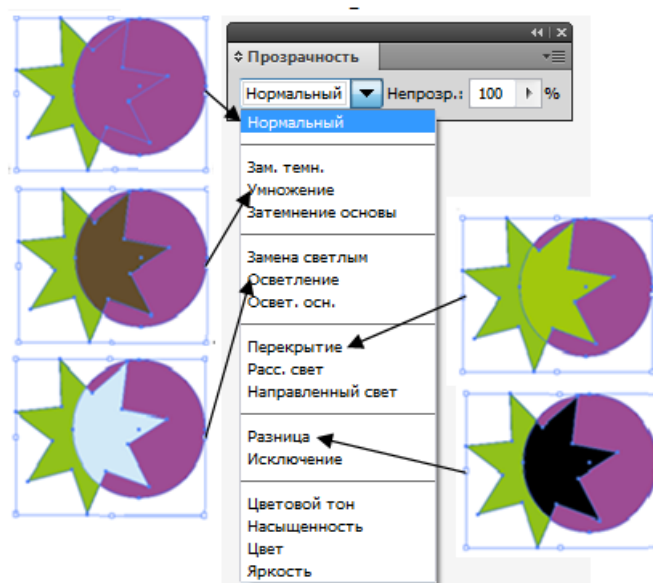 Прозрачность
Нормальный Непрозр.: 100 %
Нормальный
Зам. темн.
Умножение
Затемнение основы
Замена светлым
Осветление
Освет. осн.
Перекрытие
Расс. свет
Направленный свет
Разница
Исключение
Цветовой тон
Насыщенность
Цвет
Яркость